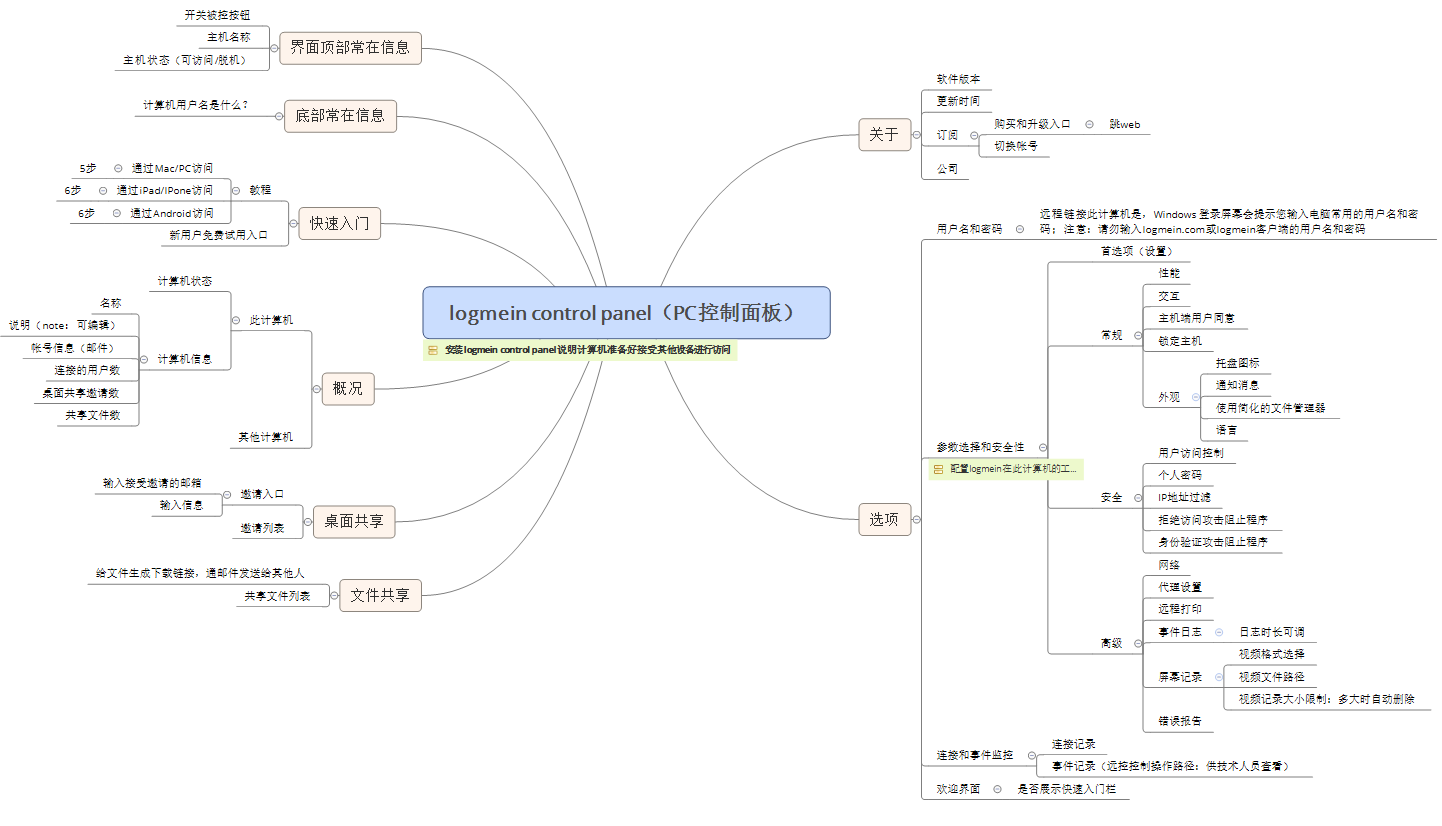 logmein control panel（PC控制面板）
安装logmein control panel说明计算机准备好接受其他设备进行访问
界面顶部常在信息
开关被控按钮
主机名称
主机状态（可访问/脱机）
底部常在信息
计算机用户名是什么？
快速入门
教程
通过Mac/PC访问
5步
通过iPad/IPone访问
6步
通过Android访问
6步
新用户免费试用入口
概况
此计算机
计算机状态
计算机信息
名称
说明（note：可编辑）
帐号信息（邮件）
连接的用户数
桌面共享邀请数
共享文件数
其他计算机
桌面共享
邀请入口
输入接受邀请的邮箱
输入信息
邀请列表
文件共享
给文件生成下载链接，通邮件发送给其他人
共享文件列表
关于
软件版本
更新时间
订阅
购买和升级入口
跳web
切换帐号
公司
选项
用户名和密码
远程链接此计算机是，Windows 登录屏幕会提示您输入电脑常用的用户名和密
码；注意：请勿输入logmein.com或logmein客户端的用户名和密码
参数选择和安全性
配置logmein在此计算机的工...
首选项（设置）
常规
性能
交互
主机端用户同意
锁定主机
外观
托盘图标
通知消息
使用简化的文件管理器
语言
安全
用户访问控制
个人密码
IP地址过滤
拒绝访问攻击阻止程序
身份验证攻击阻止程序
高级
网络
代理设置
远程打印
事件日志
日志时长可调
屏幕记录
视频格式选择
视频文件路径
视频记录大小限制：多大时自动删除
错误报告
连接和事件监控
连接记录
事件记录（远控控制操作路径：供技术人员查看）
欢迎界面
是否展示快速入门栏